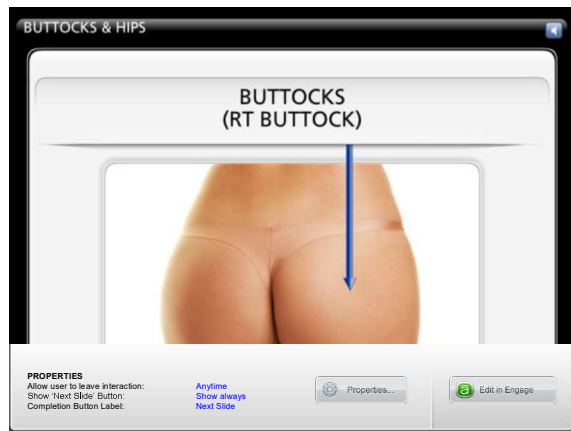 BUTTOCKS & HIPS
BUTTOCKS
(RT BUTTOCK)
PROPERTIES
Allow user to leave interaction: Anytime
Show 'Next Slide' Button: Show always
Completion Button Label: Next Slide
Properties...
Edit in Engage